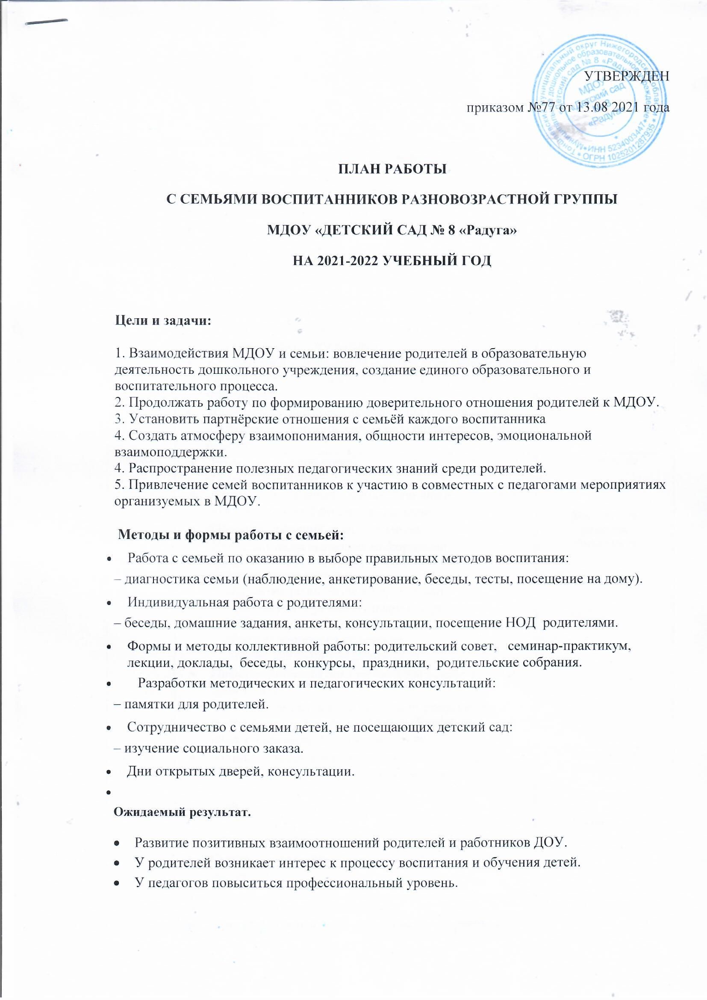 УТВЕРЖДЕН
приказом №77 от 13.08 2021 года
муниципальный округ Нижегородской области * ОГРН 1025201287935 *
дошкольное образовательное учреждение * ИНН 5234003447 *
Детский сад № 8 «Радуга»
МДОУ
«Детский сад
№ 8
«Радуга»
ПЛАН РАБОТЫ
С СЕМЬЯМИ ВОСПИТАННИКОВ РАЗНОВОЗРАСТНОЙ ГРУППЫ
МДОУ «ДЕТСКИЙ САД № 8 «Радуга»
НА 2021-2022 УЧЕБНЫЙ ГОД
Цели и задачи:
1. Взаимодействия МДОУ и семьи: вовлечение родителей в образовательную
деятельность дошкольного учреждения, создание единого образовательного и
воспитательного процесса.
2. Продолжать работу по формированию доверительного отношения родителей к МДОУ.
3. Установить партнёрские отношения с семьёй каждого воспитанника
4. Создать атмосферу взаимопонимания, общности интересов, эмоциональной
взаимоподдержки.
4. Распространение полезных педагогических знаний среди родителей.
5. Привлечение семей воспитанников к участию в совместных с педагогами мероприятиях
организуемых в МДОУ.
Методы и формы работы с семьей:
• Работа с семьей по оказанию в выборе правильных методов воспитания:
– диагностика семьи (наблюдение, анкетирование, беседы, тесты, посещение на дому).
• Индивидуальная работа с родителями:
– беседы, домашние задания, анкеты, консультации, посещение НОД родителями.
• Формы и методы коллективной работы: родительский совет, семинар-практикум,
лекции, доклады, беседы, конкурсы, праздники, родительские собрания.
• Разработки методических и педагогических консультаций:
– памятки для родителей.
• Сотрудничество с семьями детей, не посещающих детский сад:
– изучение социального заказа.
• Дни открытых дверей, консультации.
•
Ожидаемый результат.
• Развитие позитивных взаимоотношений родителей и работников ДОУ.
• У родителей возникает интерес к процессу воспитания и обучения детей.
• У педагогов повыситься профессиональный уровень.